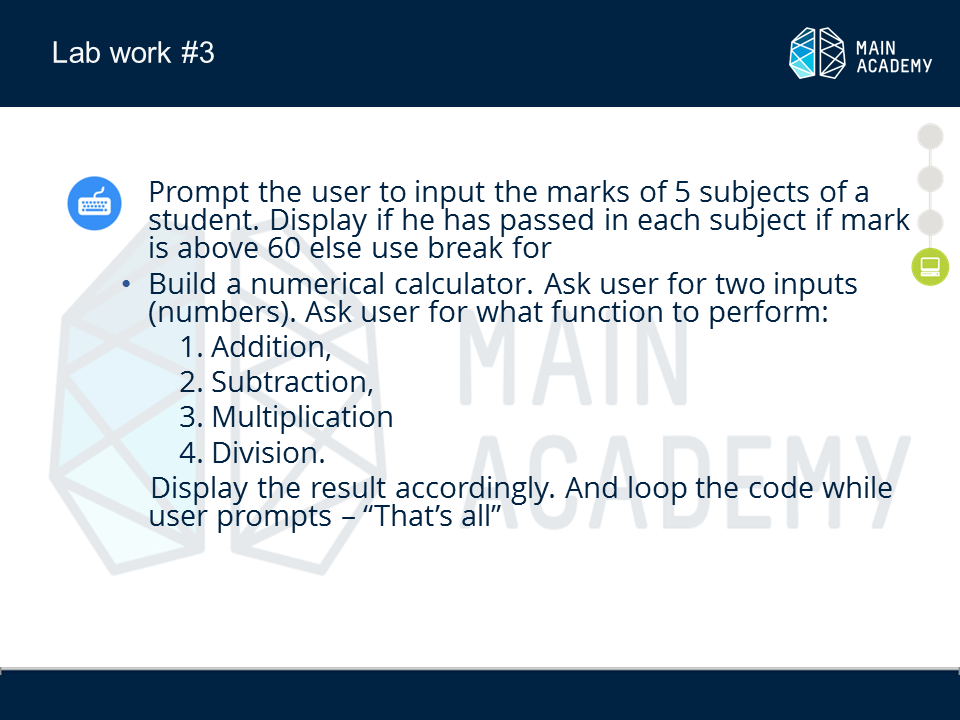 Lab work #3
MAIN
ACADEMY
Prompt the user to input the marks of 5 subjects of a
student. Display if he has passed in each subject if mark
is above 60 else use break for
• Build a numerical calculator. Ask user for two inputs
(numbers). Ask user for what function to perform:
1. Addition,
2. Subtraction,
3. Multiplication
4. Division.
Display the result accordingly. And loop the code while
user prompts – “That’s all”
MAIN
ACADEMY